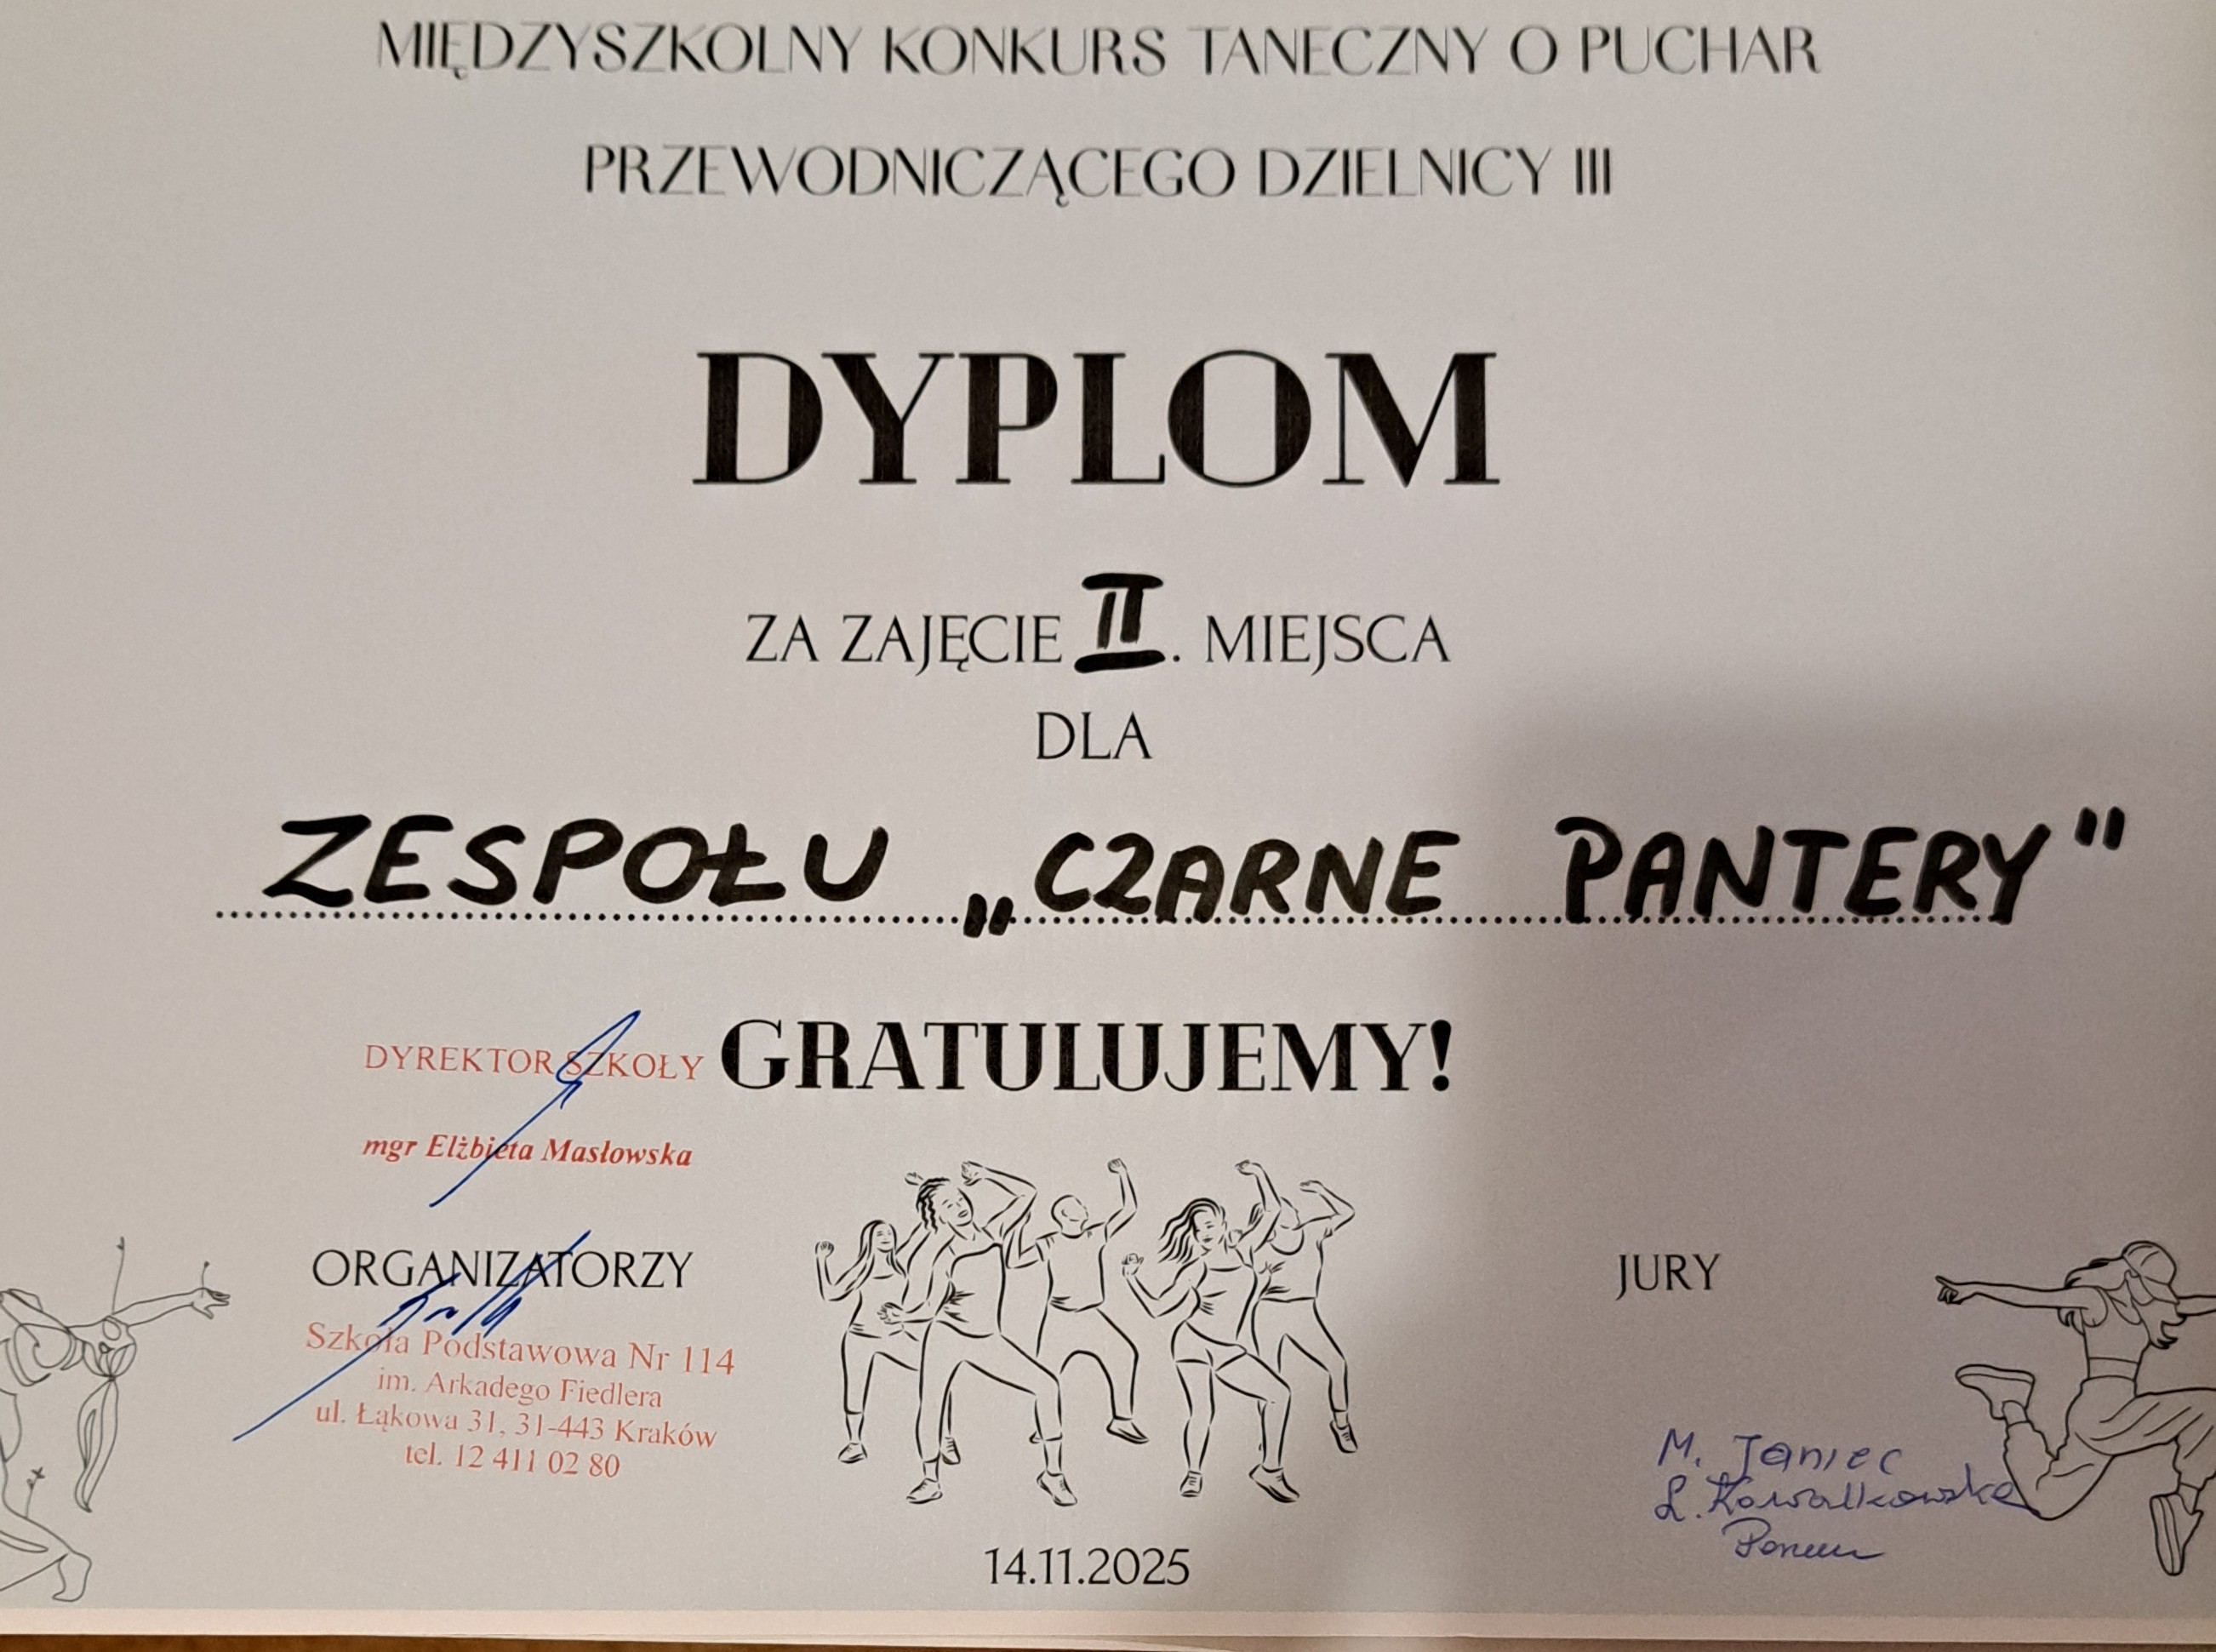 MIĘDZYSZKOLNY KONKURS TANECZNY O PUCHAR
PRZEWODNICZĄCEGO DZIELNICY III
DYPLOM
ZA ZAJĘCIE II. MIEJSCA
DLA
ZESPOŁU „CZARNE PANTERY”
GRATULUJEMY!
DYREKTOR SZKOŁY
mgr Elżbieta Masłowska
ORGANIZATORZY
Szkoła Podstawowa Nr 114
im. Arkadego Fiedlera
ul. Łąkowa 31, 31-443 Kraków
tel. 12 411 02 80
JURY
M. Janiec
L. Kowalkowska
14.11.2025